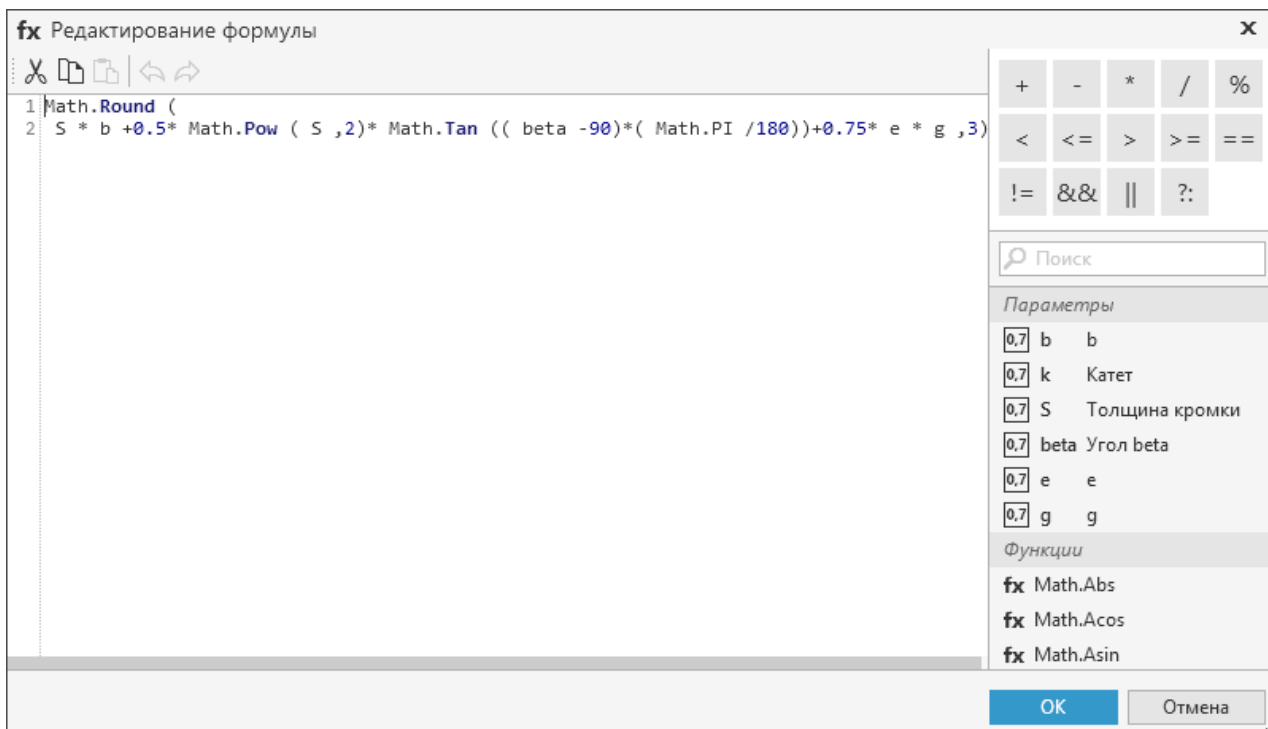 fx Редактирование формулы x
1 Math.Round (
2 S * b +0.5* Math.Pow ( S ,2)* Math.Tan (( beta -90)*( Math.PI /180))+0.75* e * g ,3)
+ - * / %
< <= > >= ==
!= && || ?:
Поиск
Параметры
0,7 b b
0,7 k Катет
0,7 S Толщина кромки
0,7 beta Угол beta
0,7 e e
0,7 g g
Функции
fx Math.Abs
fx Math.Acos
fx Math.Asin
OK Отмена